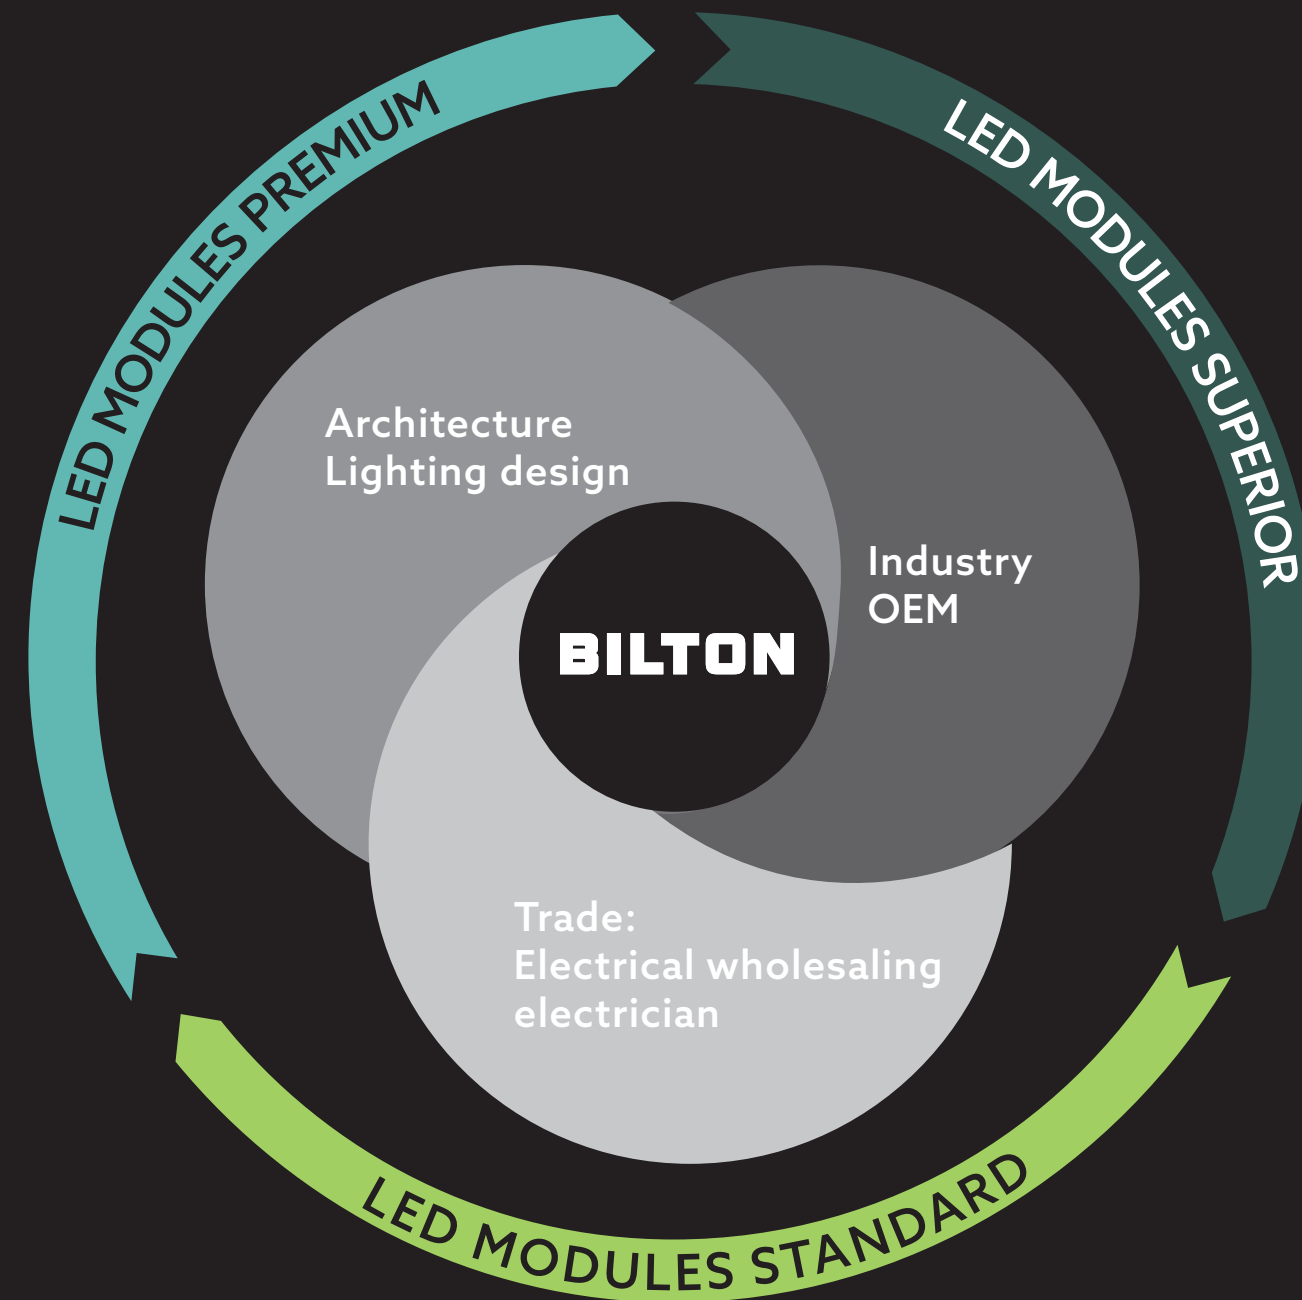 LED MODULES PREMIUM
LED MODULES SUPERIOR
Architecture
Lighting design
Industry
OEM
BILTON
Trade:
Electrical wholesaling
electrician
LED MODULES STANDARD